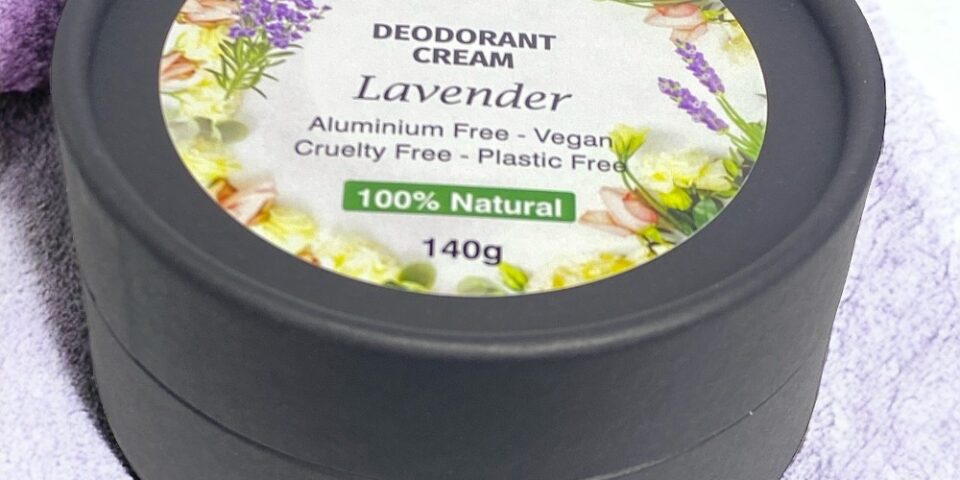 DEODORANT
CREAM
Lavender
Aluminium Free - Vegan
Cruelty Free - Plastic Free
100% Natural
140g